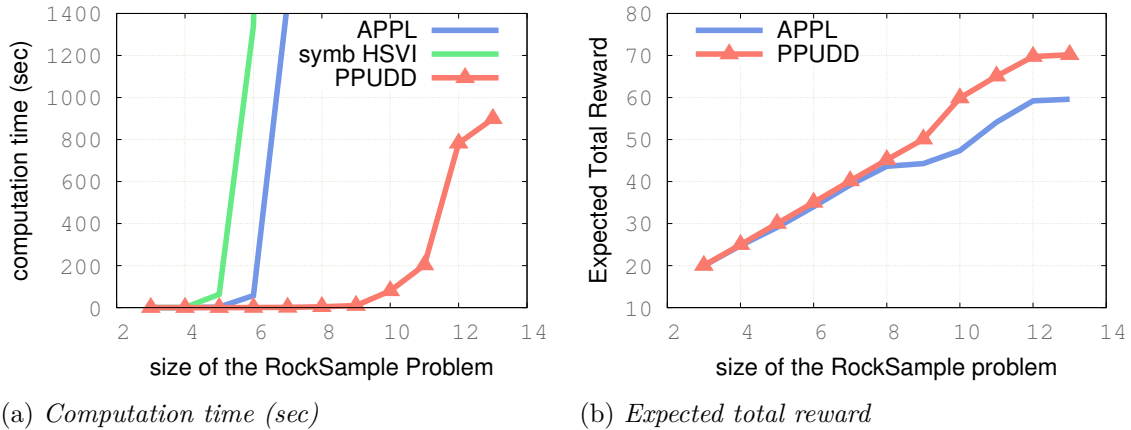 1400
1200
1000
800
600
400
200
0
computation time (sec)
APPL
symb HSVI
PPUDD
2 4 6 8 10 12 14
size of the RockSample Problem
(a) Computation time (sec)
80
70
60
50
40
30
20
10
Expected Total Reward
APPL
PPUDD
2 4 6 8 10 12 14
size of the RockSample problem
(b) Expected total reward